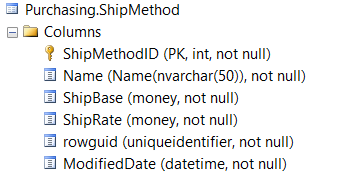 Purchasing.ShipMethod
Columns
ShipMethodID (PK, int, not null)
Name (Name(nvarchar(50)), not null)
ShipBase (money, not null)
ShipRate (money, not null)
rowguid (uniqueidentifier, not null)
ModifiedDate (datetime, not null)